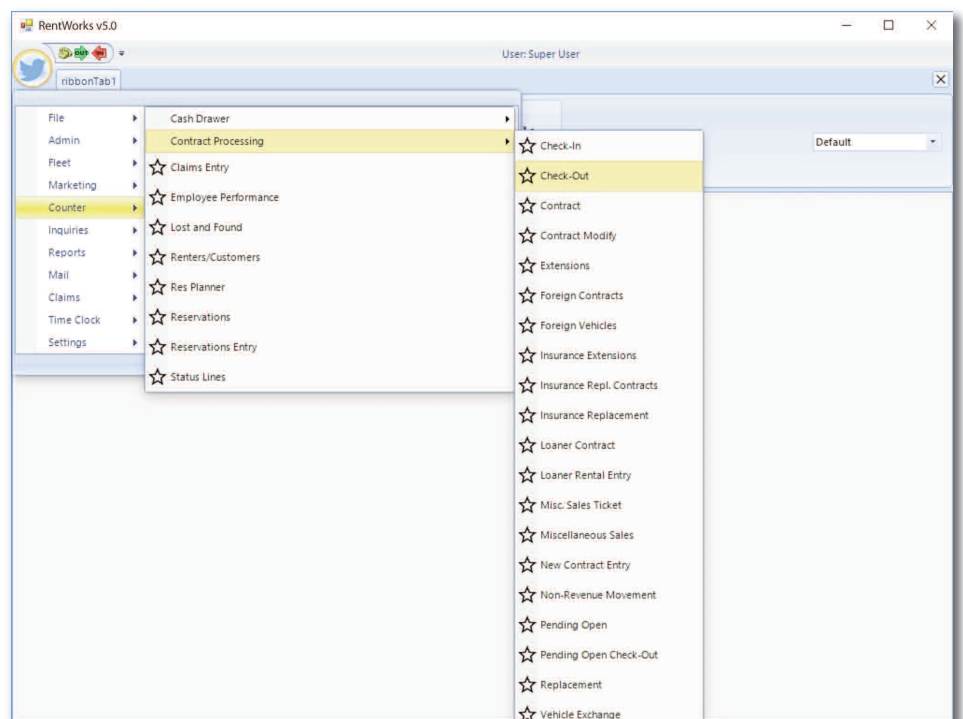 RentWorks v5.0
OUT IN
User: Super User
ribbonTab1
File
Admin
Fleet
Marketing
Counter
Inquiries
Reports
Mail
Claims
Time Clock
Settings
Cash Drawer
Contract Processing
Claims Entry
Employee Performance
Lost and Found
Renters/Customers
Res Planner
Reservations
Reservations Entry
Status Lines
Check-In
Check-Out
Contract
Contract Modify
Extensions
Foreign Contracts
Foreign Vehicles
Insurance Extensions
Insurance Repl. Contracts
Insurance Replacement
Loaner Contract
Loaner Rental Entry
Misc. Sales Ticket
Miscellaneous Sales
New Contract Entry
Non-Revenue Movement
Pending Open
Pending Open Check-Out
Replacement
Vehicle Exchange
Default